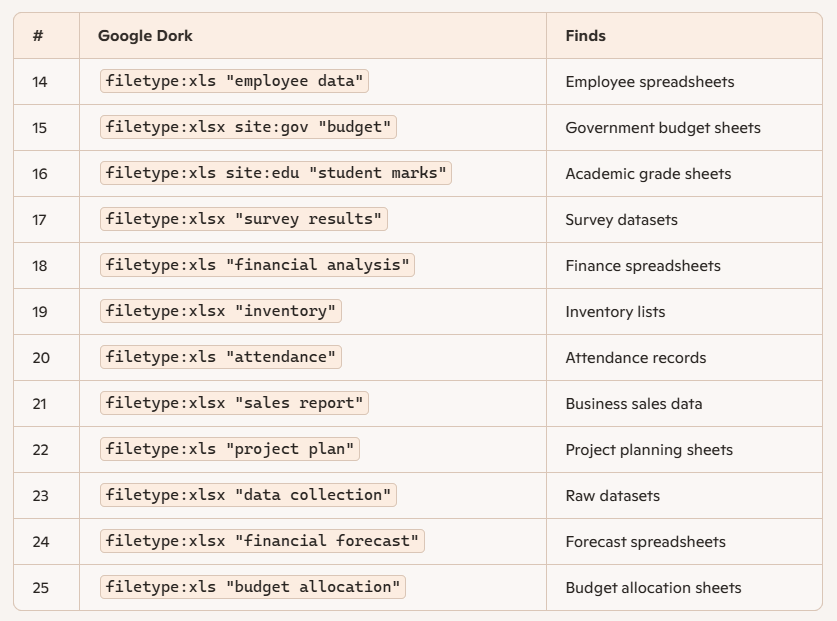 # Google Dork Finds
14 filetype:xls "employee data" Employee spreadsheets
15 filetype:xlsx site:gov "budget" Government budget sheets
16 filetype:xls site:edu "student marks" Academic grade sheets
17 filetype:xlsx "survey results" Survey datasets
18 filetype:xls "financial analysis" Finance spreadsheets
19 filetype:xlsx "inventory" Inventory lists
20 filetype:xls "attendance" Attendance records
21 filetype:xlsx "sales report" Business sales data
22 filetype:xls "project plan" Project planning sheets
23 filetype:xlsx "data collection" Raw datasets
24 filetype:xlsx "financial forecast" Forecast spreadsheets
25 filetype:xls "budget allocation" Budget allocation sheets